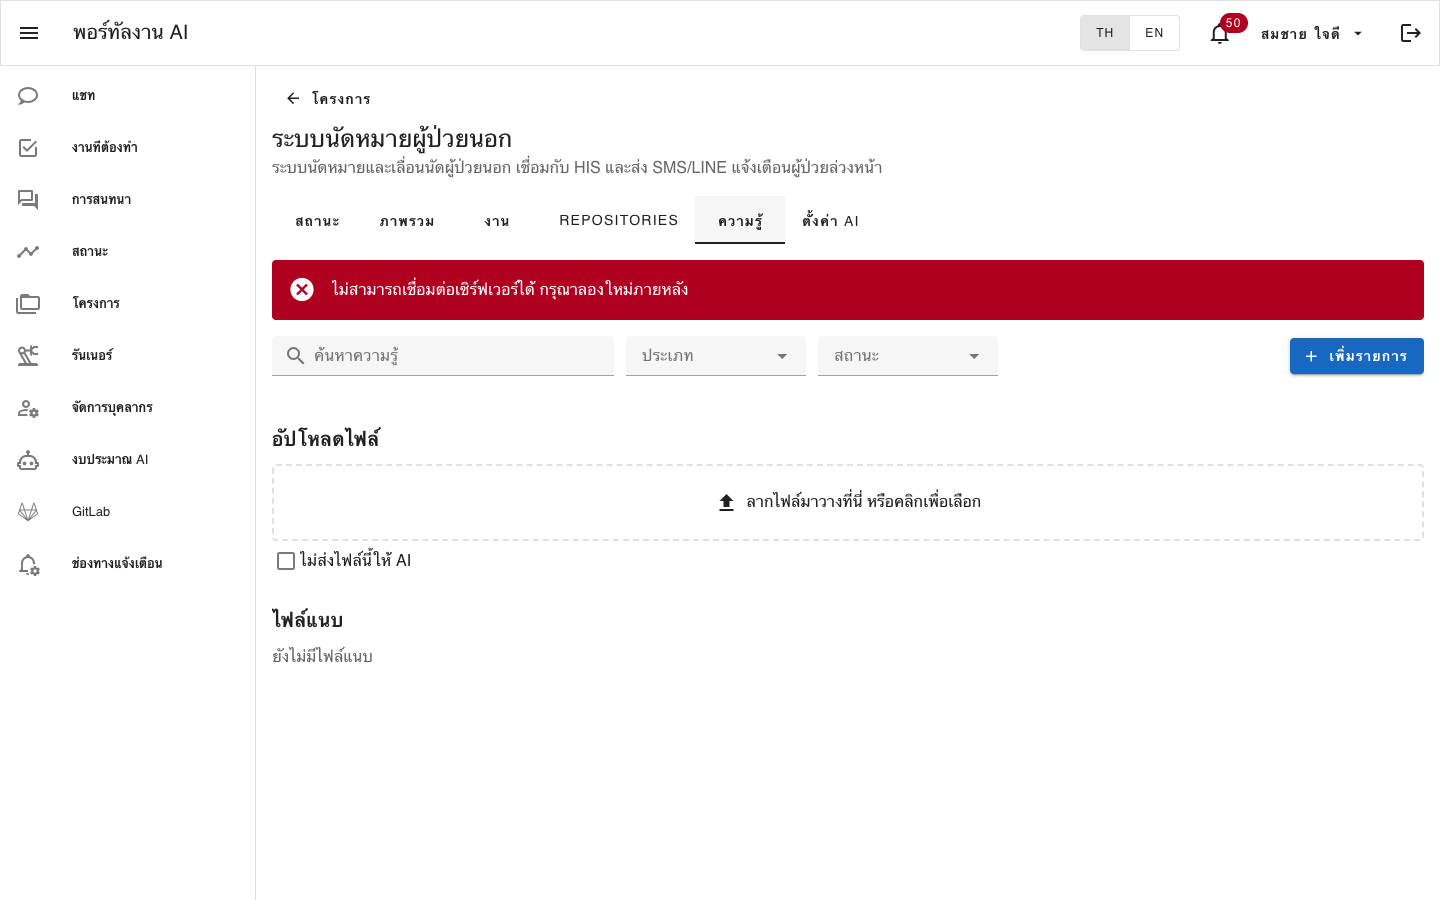 พอร์ทัลงาน AI
TH EN 50 สมชาย ใจดี
แชท
งานที่ต้องทำ
การสนทนา
สถานะ
โครงการ
รันเนอร์
จัดการบุคลากร
งบประมาณ AI
GitLab
ช่องทางแจ้งเตือน
โครงการ
ระบบนัดหมายผู้ป่วยนอก
ระบบนัดหมายและเลื่อนนัดผู้ป่วยนอก เชื่อมกับ HIS และส่ง SMS/LINE แจ้งเตือนผู้ป่วยล่วงหน้า
สถานะ ภาพรวม งาน REPOSITORIES ความรู้ ตั้งค่า AI
ไม่สามารถเชื่อมต่อเซิร์ฟเวอร์ได้ กรุณาลองใหม่ภายหลัง
ค้นหาความรู้ ประเภท สถานะ เพิ่มรายการ
อัปโหลดไฟล์
ลากไฟล์มาวางที่นี่ หรือคลิกเพื่อเลือก
ไม่ส่งไฟล์นี้ให้ AI
ไฟล์แนบ
ยังไม่มีไฟล์แนบ